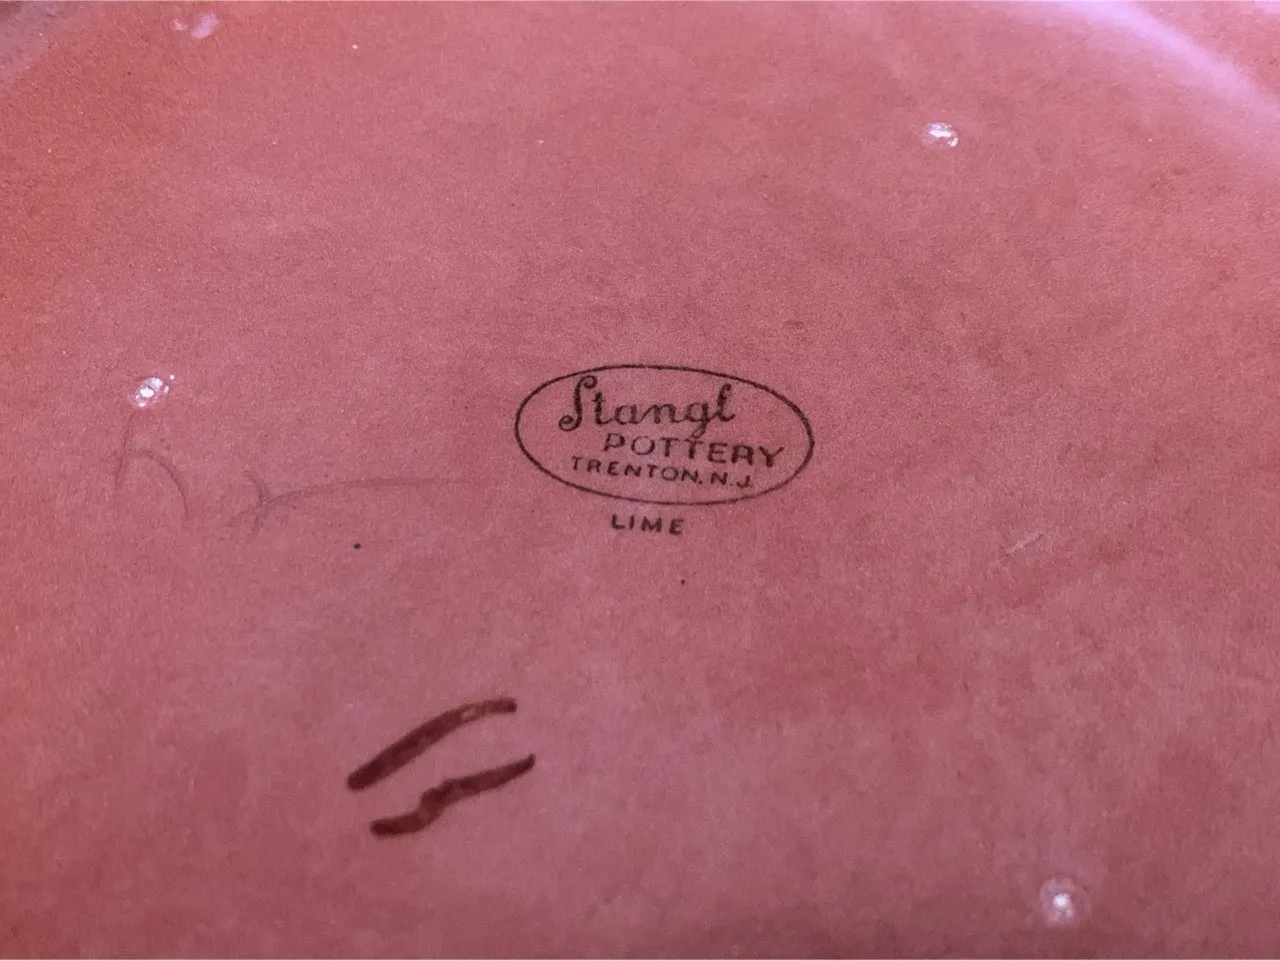 Stangl
POTTERY
TRENTON, N.J.
LIME